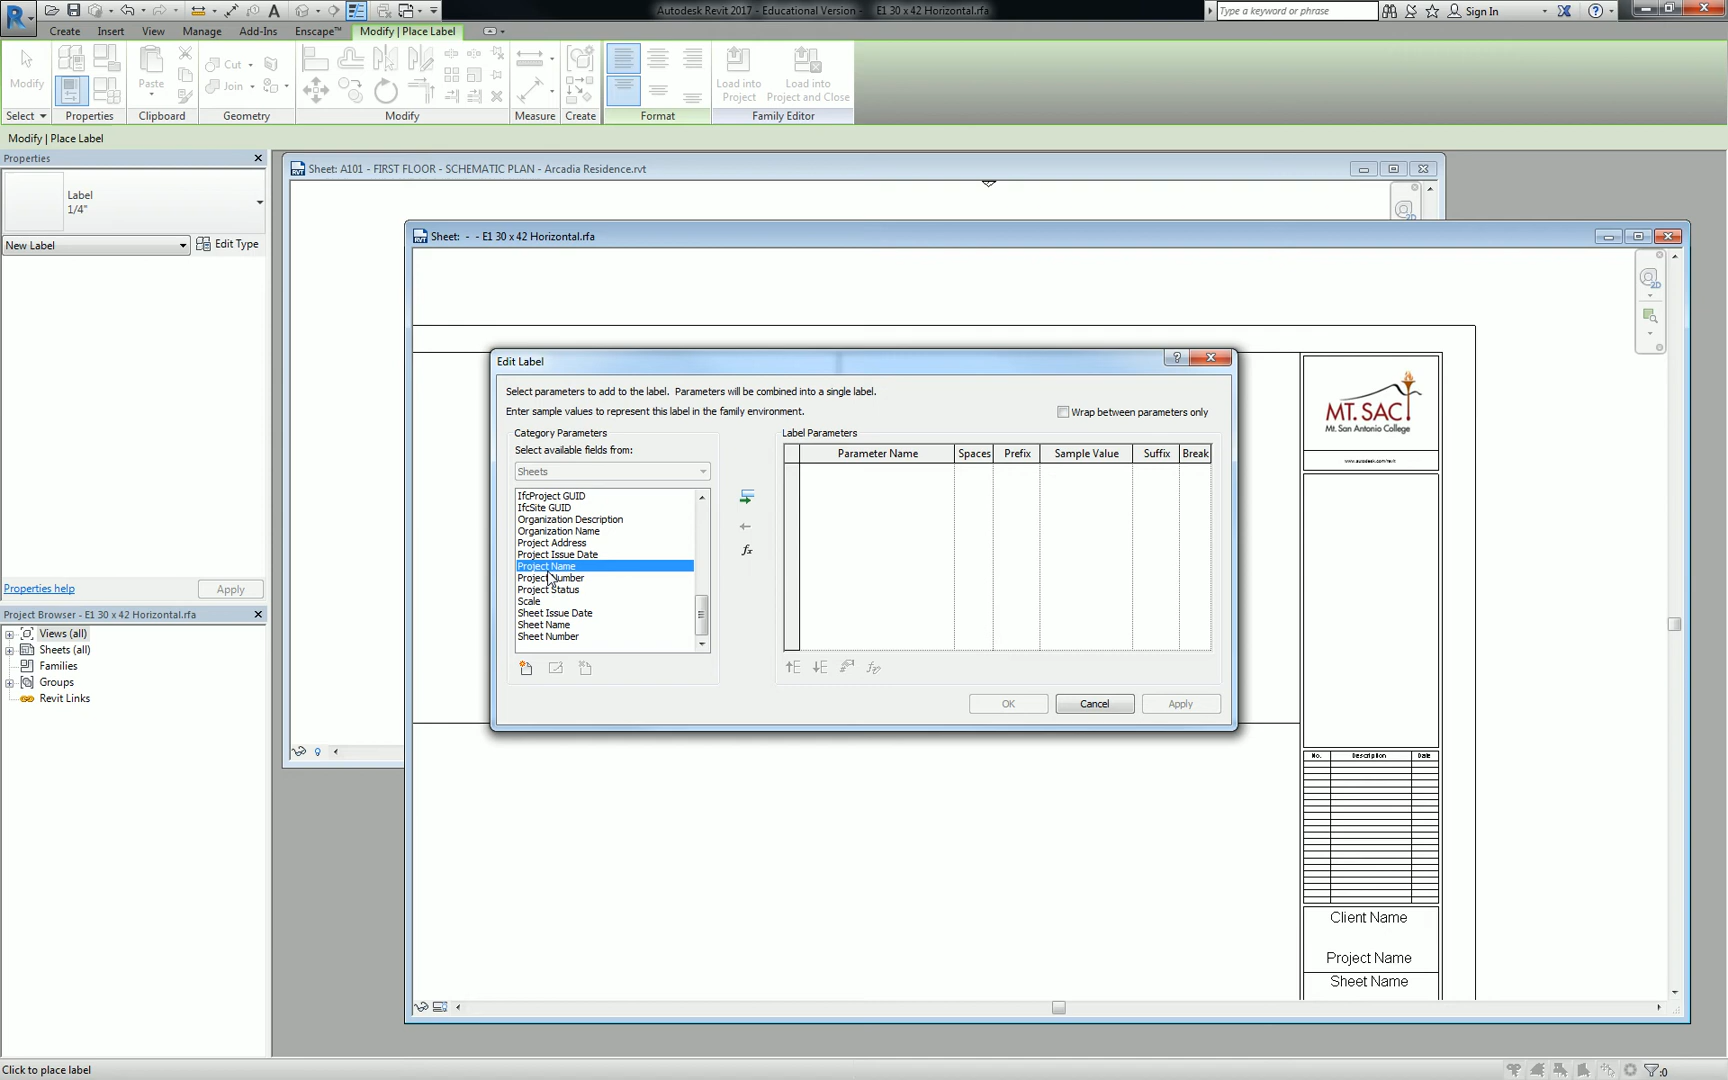 Autodesk Revit 2017 - Educational Version - E1 30 x 42 Horizontal.rfa
Type a keyword or phrase
Sign In
Create Insert View Manage Add-Ins Enscape™ Modify | Place Label
Modify
Cut
Join
Paste
Load into Project
Load into Project and Close
Select Properties Clipboard Geometry Modify Measure Create Format Family Editor
Modify | Place Label
Properties
Label
1/4"
New Label
Edit Type
Properties help
Apply
Project Browser - E1 30 x 42 Horizontal.rfa
Views (all)
Sheets (all)
Families
Groups
Revit Links
Sheet: A101 - FIRST FLOOR - SCHEMATIC PLAN - Arcadia Residence.rvt
Sheet: - - E1 30 x 42 Horizontal.rfa
Edit Label
Select parameters to add to the label. Parameters will be combined into a single label.
Enter sample values to represent this label in the family environment.
Wrap between parameters only
Category Parameters
Select available fields from:
Sheets
IfcProject GUID
IfcSite GUID
Organization Description
Organization Name
Project Address
Project Issue Date
Project Name
Project Number
Project Status
Scale
Sheet Issue Date
Sheet Name
Sheet Number
Label Parameters
Parameter Name Spaces Prefix Sample Value Suffix Break
OK
Cancel
Apply
MT. SAC
Mt. San Antonio College
www.autodesk.com/revit
No. Description Date
Client Name
Project Name
Sheet Name
Click to place label
:0